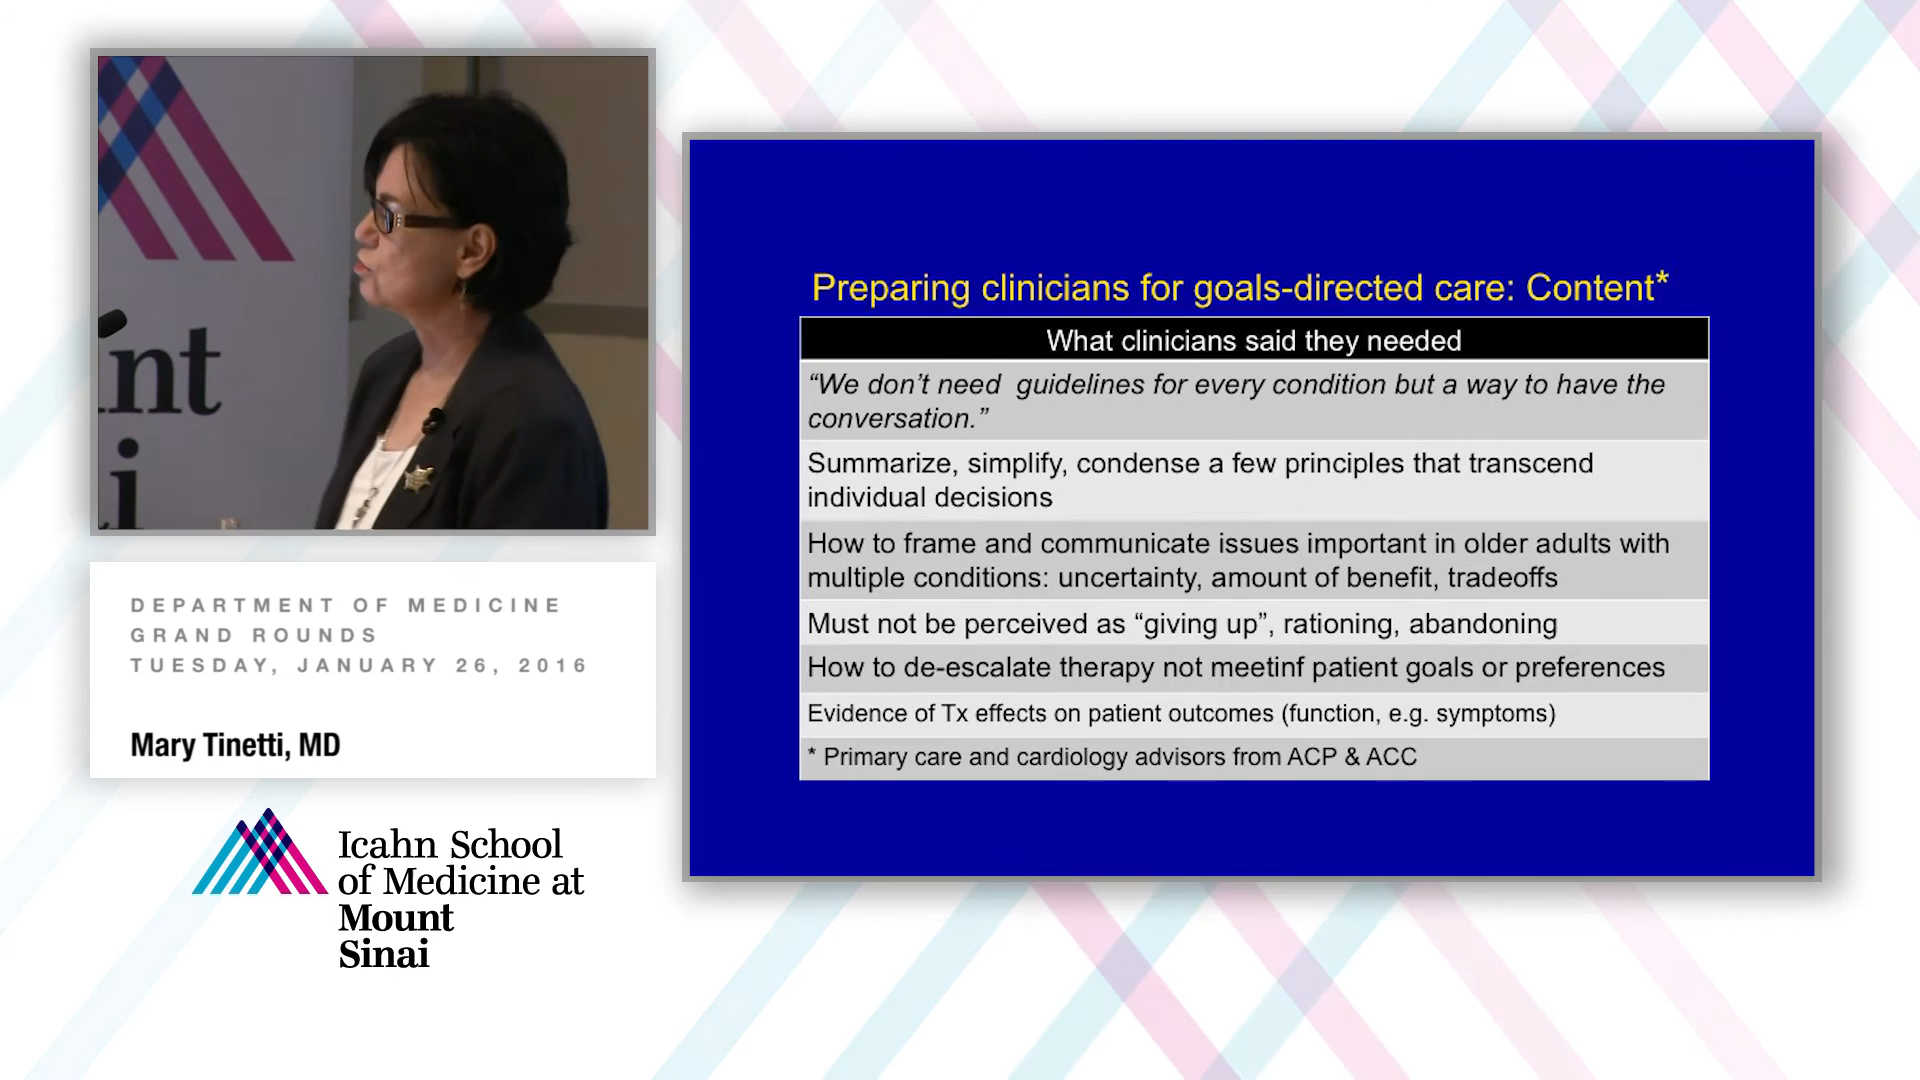 nt
i
DEPARTMENT OF MEDICINE
GRAND ROUNDS
TUESDAY, JANUARY 26, 2016
Mary Tinetti, MD
Icahn School
of Medicine at
Mount
Sinai
Preparing clinicians for goals-directed care: Content*
What clinicians said they needed
“We don’t need guidelines for every condition but a way to have the
conversation.”
Summarize, simplify, condense a few principles that transcend
individual decisions
How to frame and communicate issues important in older adults with
multiple conditions: uncertainty, amount of benefit, tradeoffs
Must not be perceived as “giving up”, rationing, abandoning
How to de-escalate therapy not meetinf patient goals or preferences
Evidence of Tx effects on patient outcomes (function, e.g. symptoms)
* Primary care and cardiology advisors from ACP & ACC